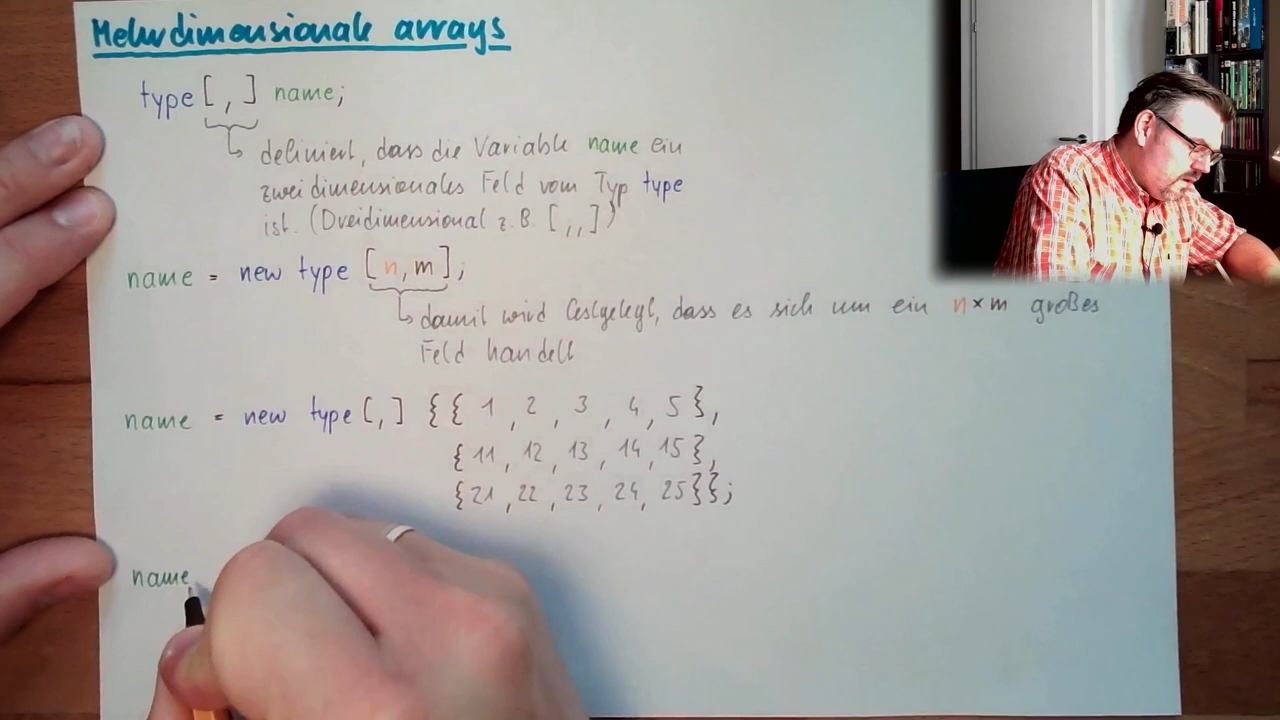 Mehrdimensionale arrays
type [ , ] name;
definiert, dass die Variable name ein
zweidimensionales Feld vom Typ type
ist. (Dreidimensional z.B. [ , , ])
name = new type [n, m];
damit wird festgelegt, dass es sich um ein n×m großes
Feld handelt
name = new type [ , ] {{ 1 , 2 , 3 , 4 , 5 },
{ 11 , 12 , 13 , 14 , 15 },
{ 21 , 22 , 23 , 24 , 25 }};
name